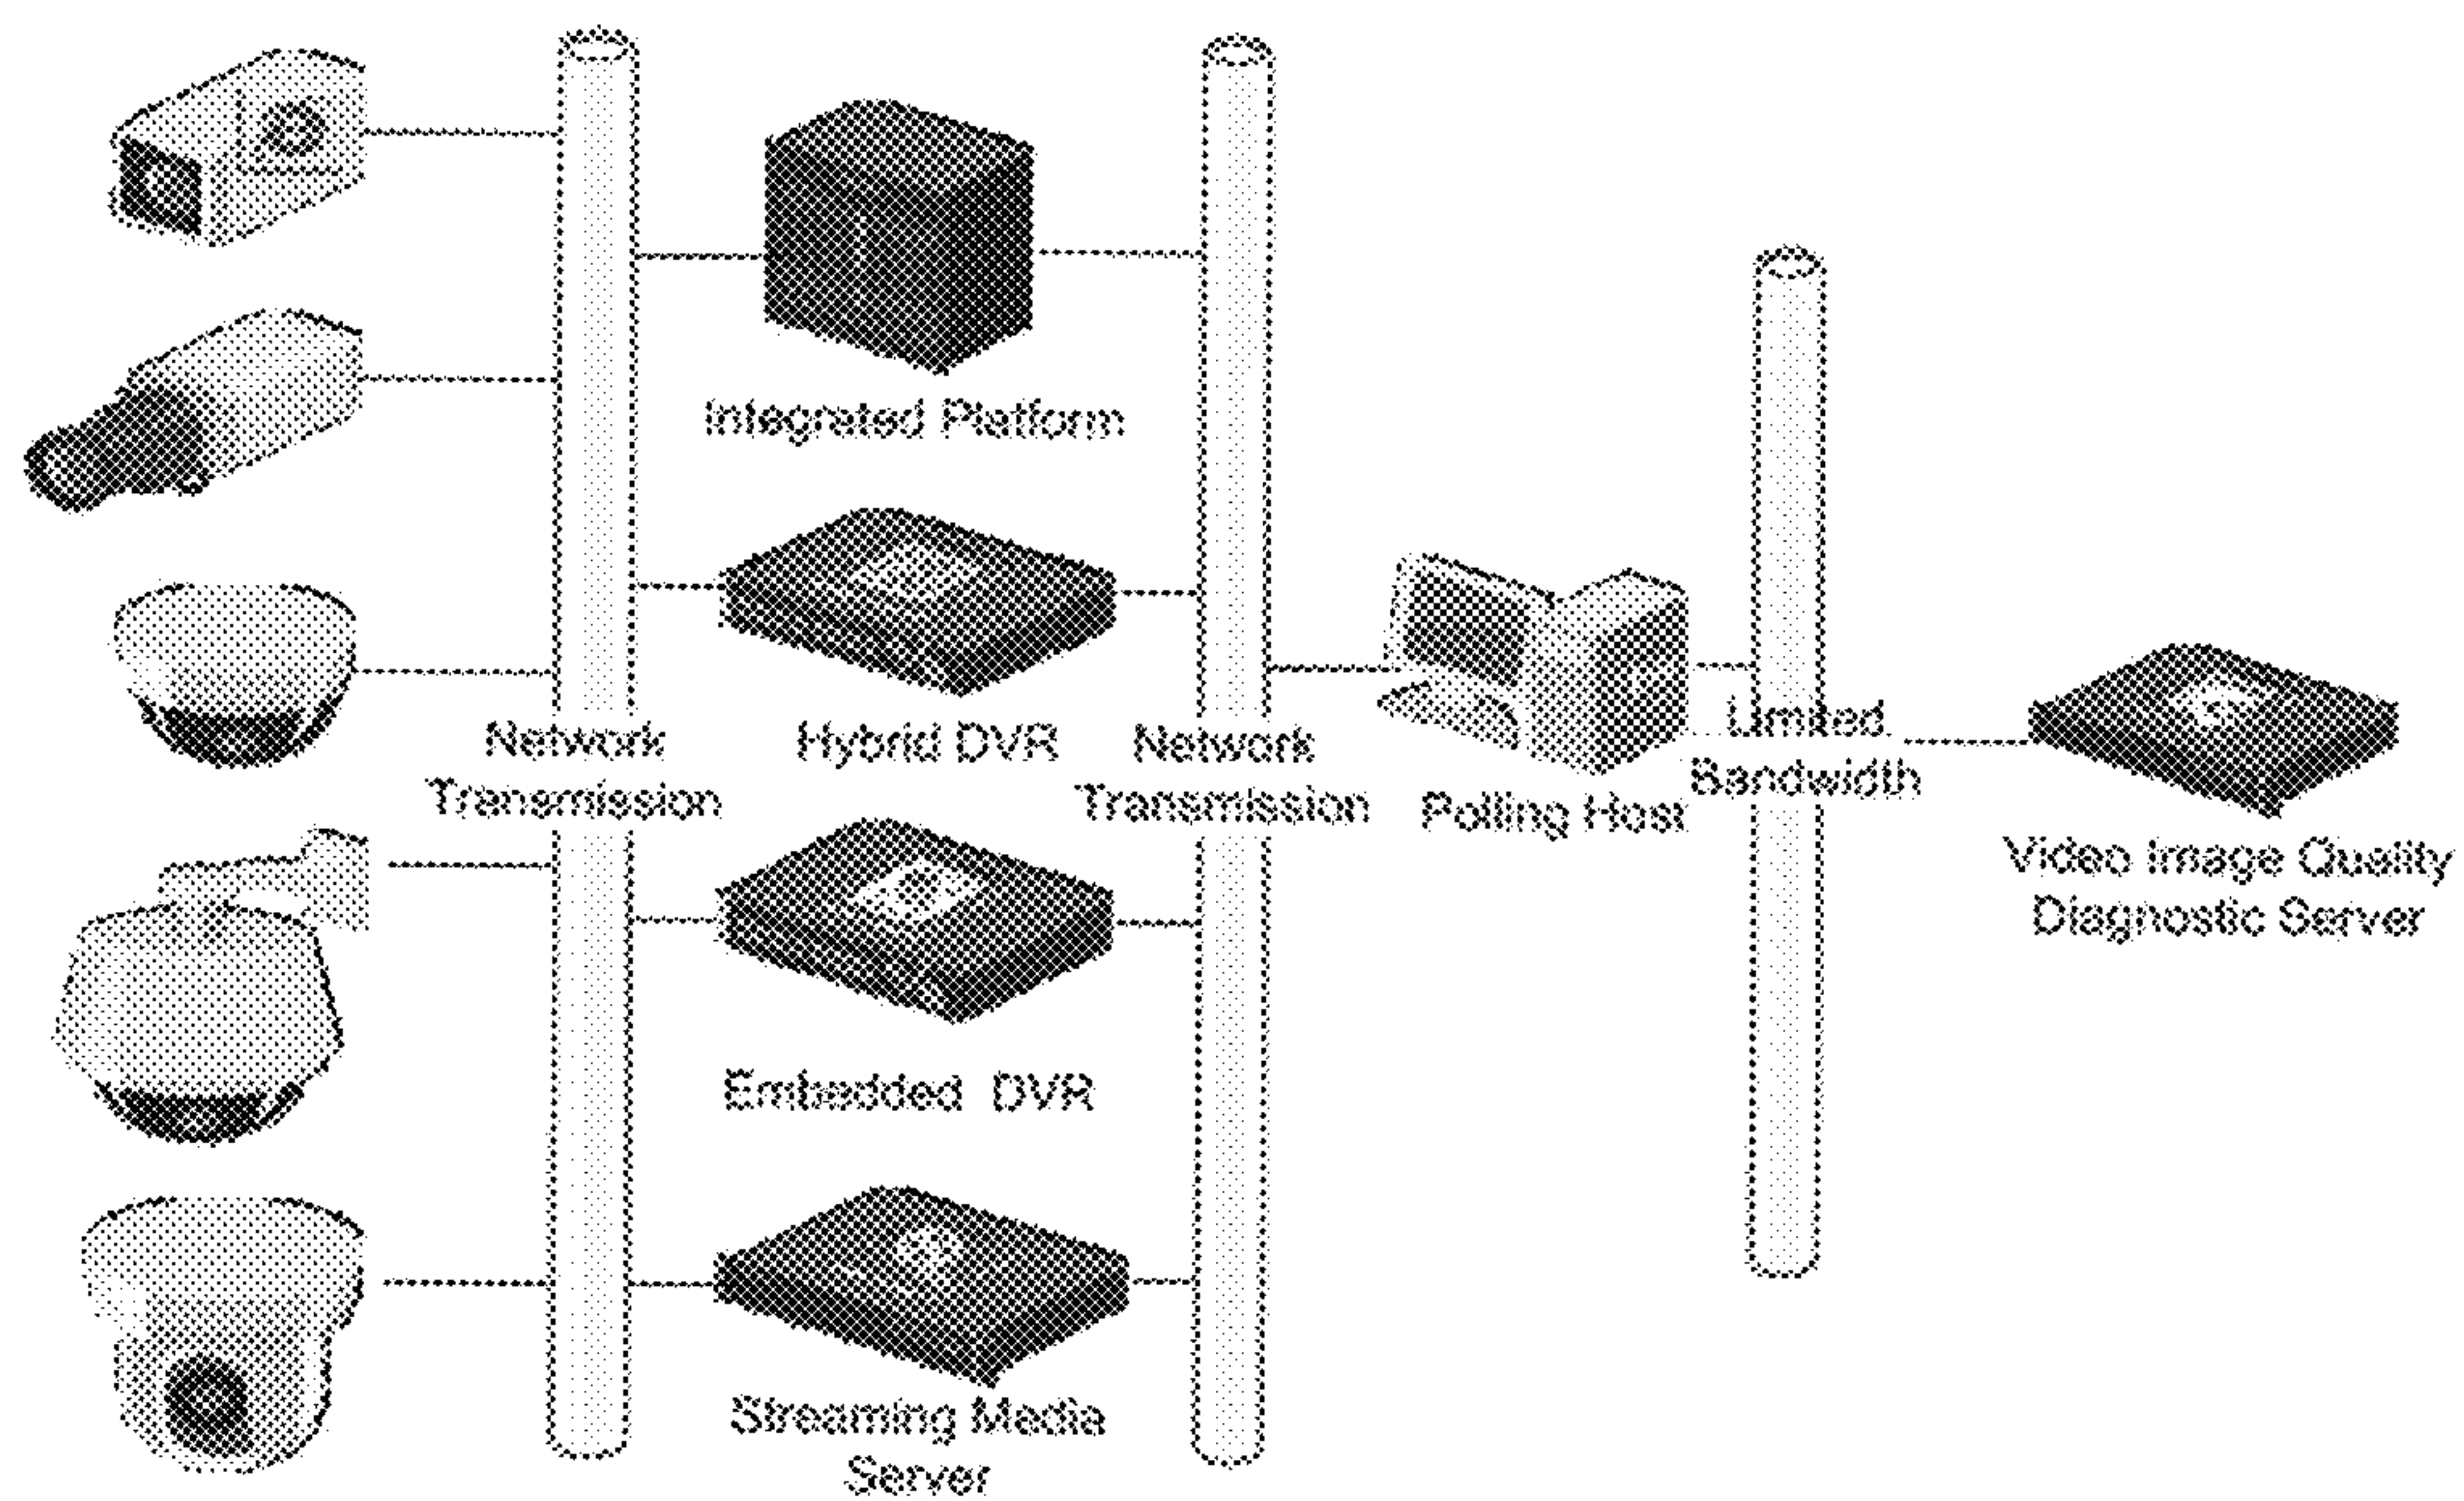 Integrated Platform
Network
Transmission
Hybrid DVR
Network
Transmission
Polling Host
Limited
Bandwidth
Video Image Quality
Diagnostic Server
Embedded DVR
Streaming Media
Server